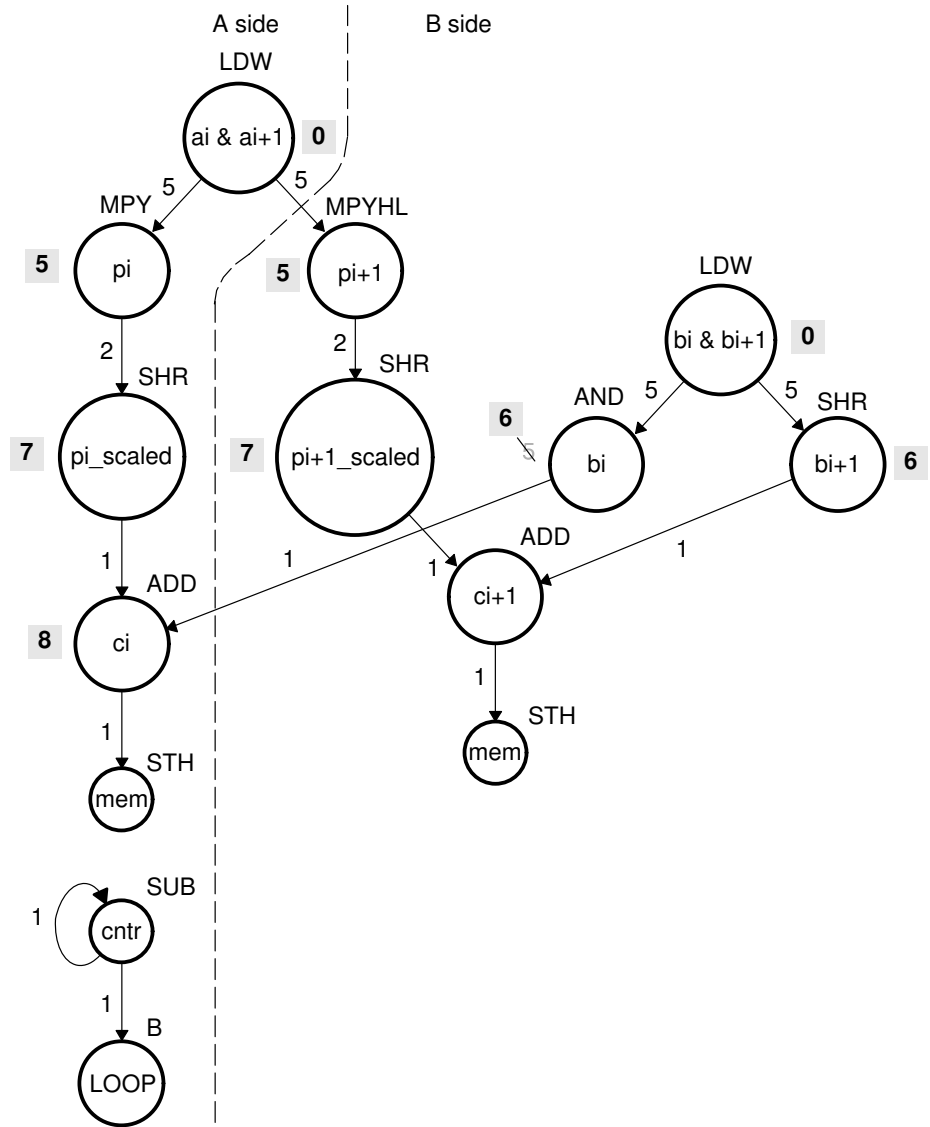 A side
B side
LDW
ai & ai+1
0
5
5
MPY
MPYHL
5
pi
5
pi+1
LDW
bi & bi+1
0
2
2
5
5
SHR
SHR
AND
SHR
6
5
7
pi_scaled
7
pi+1_scaled
bi
bi+1
6
1
1
1
1
ADD
ADD
8
ci
ci+1
1
1
STH
STH
mem
mem
SUB
1
cntr
1
B
LOOP